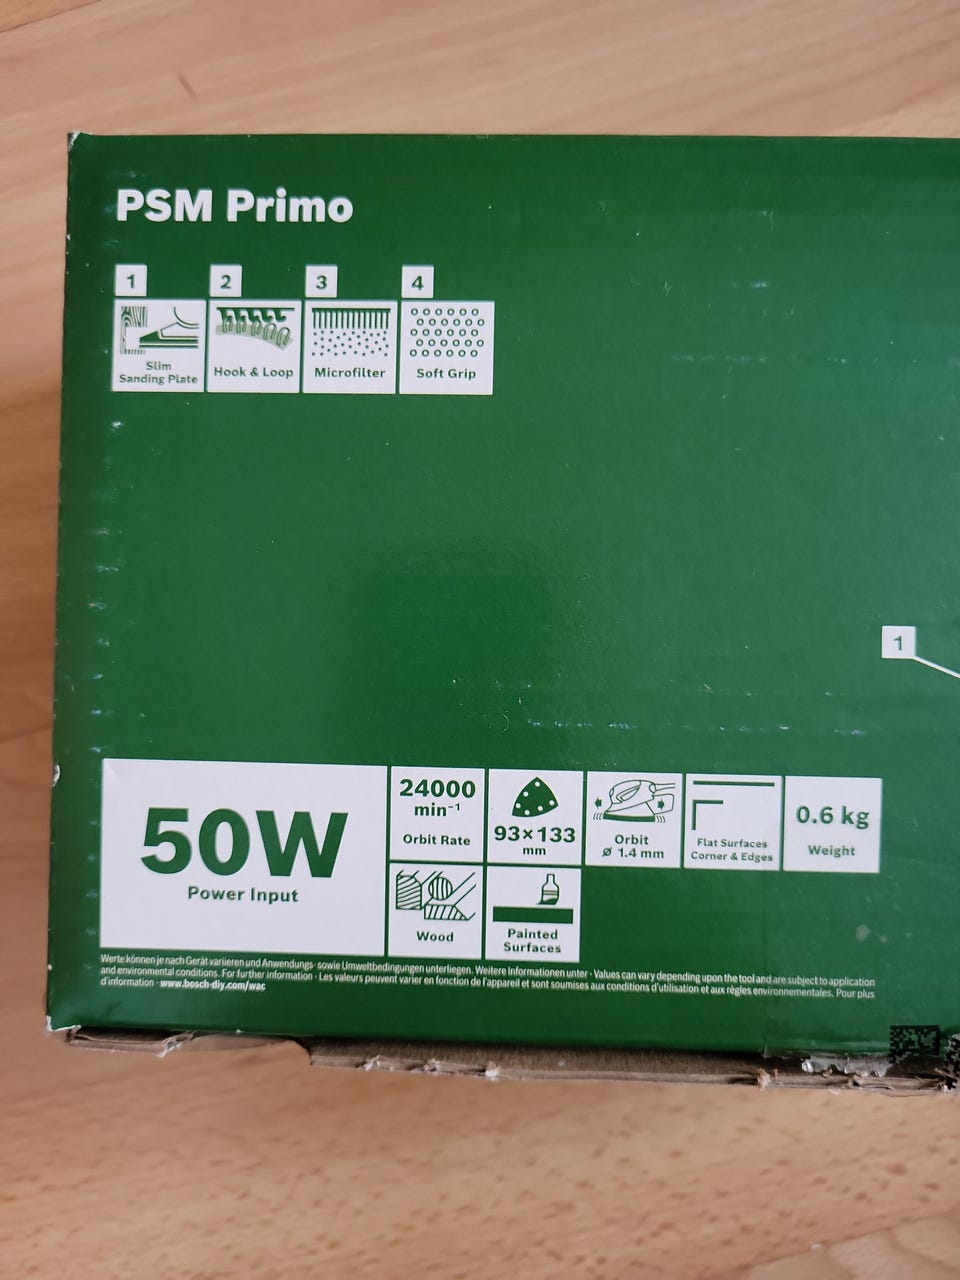 PSM Primo
1 2 3 4
Slim
Sanding Plate
Hook & Loop
Microfilter
Soft Grip
1
50W
Power Input
24000
min⁻¹
Orbit Rate
93×133
mm
Orbit
ø 1.4 mm
Flat Surfaces
Corner & Edges
0.6 kg
Weight
Wood
Painted
Surfaces
Werte können je nach Gerät variieren und Anwendungs- sowie Umweltbedingungen unterliegen. Weitere Informationen unter · Values can vary depending upon the tool and are subject to application
and environmental conditions. For further information · Les valeurs peuvent varier en fonction de l'appareil et sont soumises aux conditions d'utilisation et aux règles environnementales. Pour plus
d'information · www.bosch-diy.com/wac